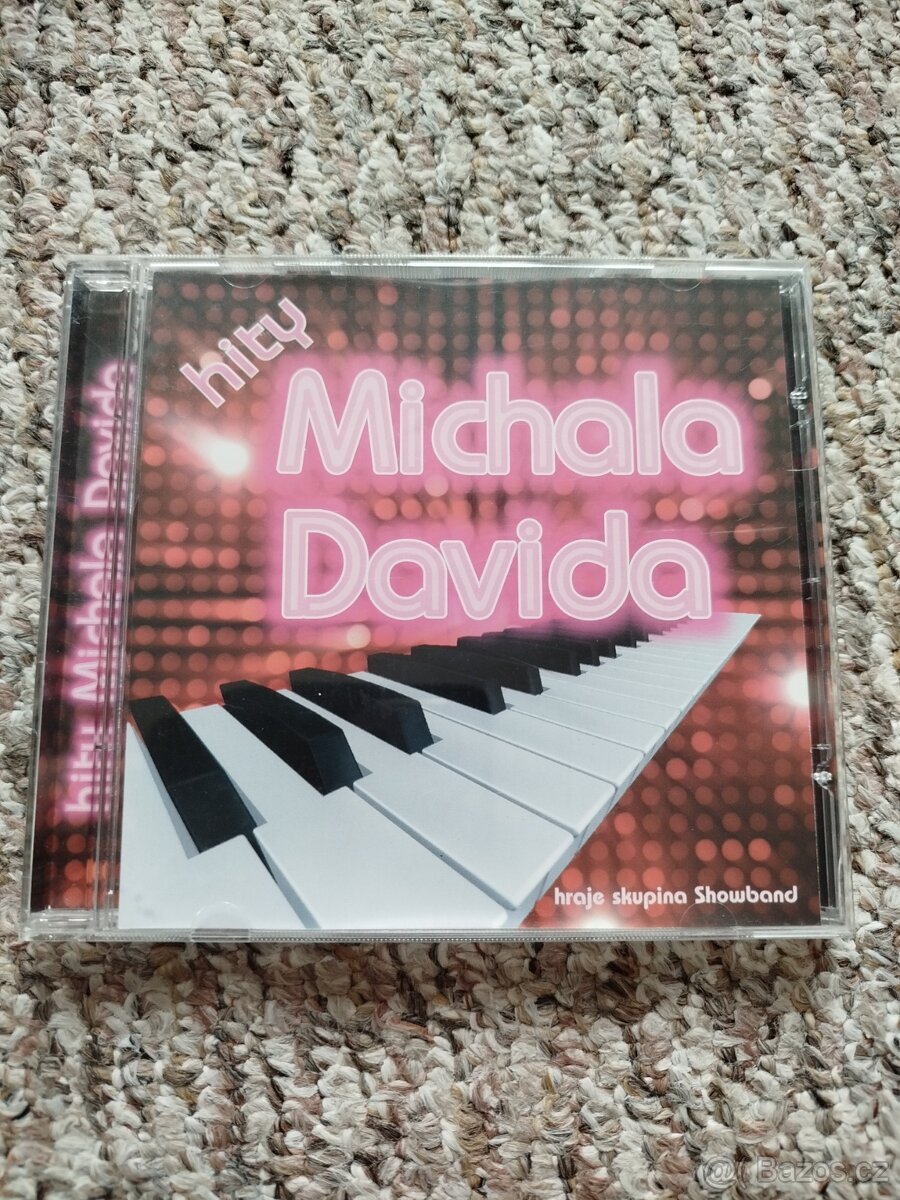 hity
Michala
Davida
hity Michala Davida
hraje skupina Showband
@ Bazos.cz